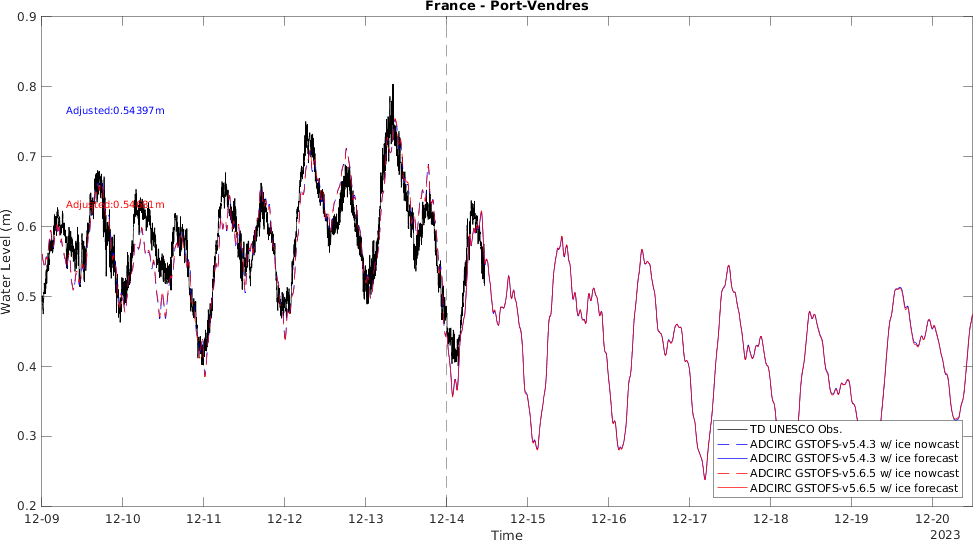 France - Port-Vendres
0.9
0.8
0.7
0.6
0.5
0.4
0.3
0.2
Water Level (m)
Adjusted:0.54397m
12-09
12-10
12-11
12-12
12-13
12-14
12-15
12-16
12-17
12-18
12-19
12-20
2023
Time
TD UNESCO Obs.
ADCIRC GSTOFS-v5.4.3 w/ ice nowcast
ADCIRC GSTOFS-v5.4.3 w/ ice forecast
ADCIRC GSTOFS-v5.6.5 w/ ice nowcast
ADCIRC GSTOFS-v5.6.5 w/ ice forecast